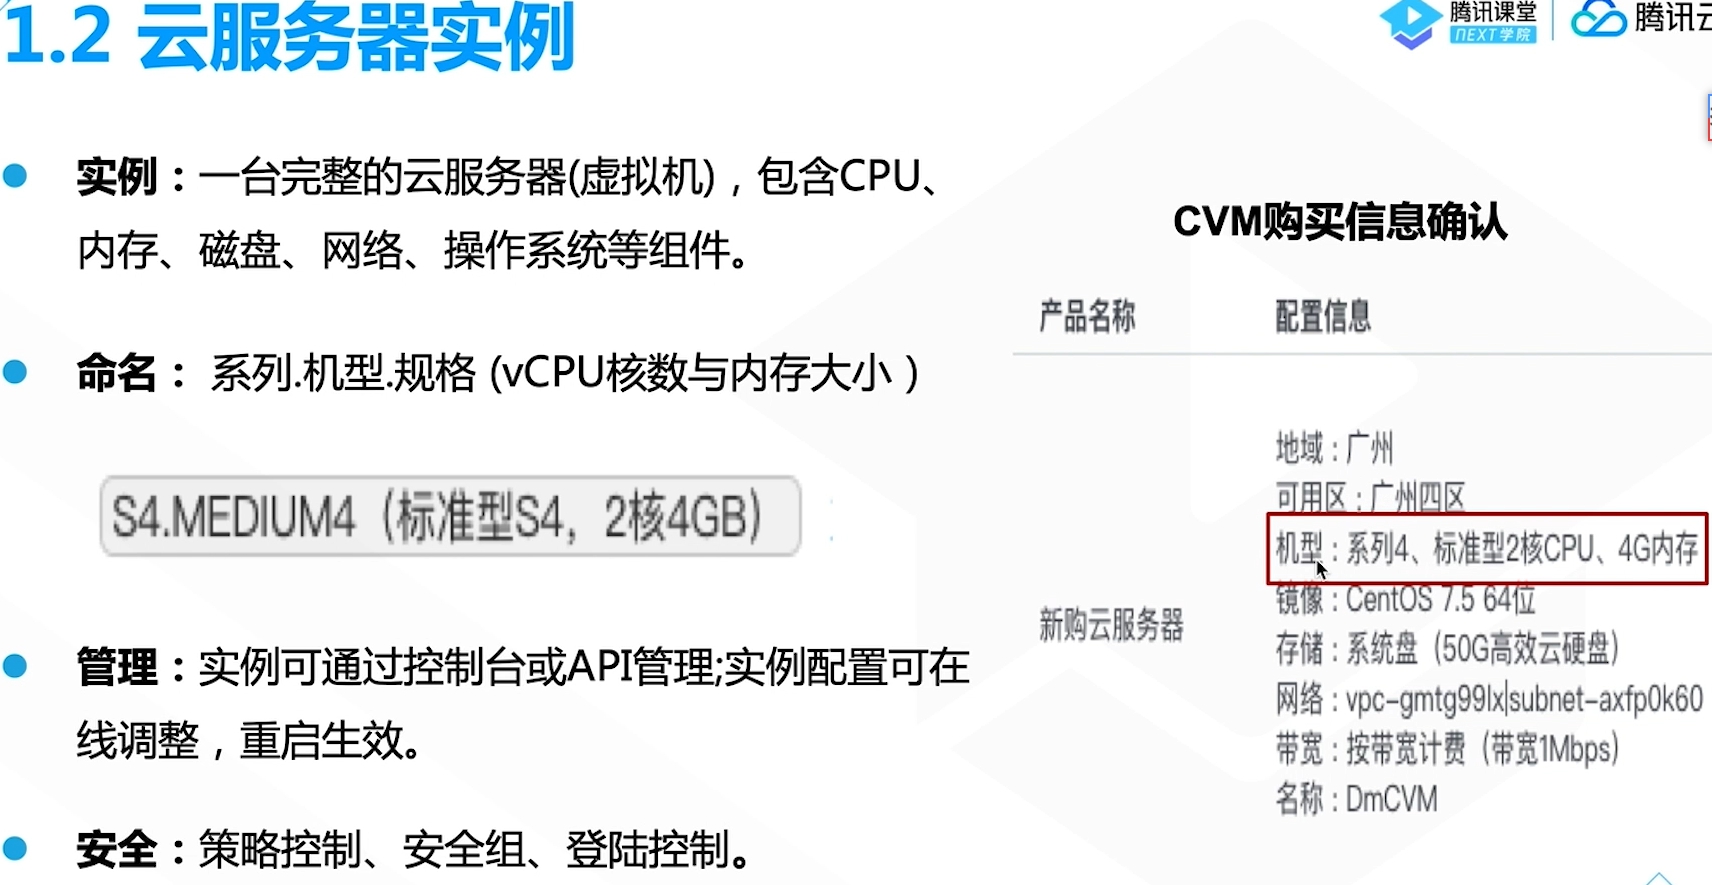 1.2 云服务器实例
腾讯课堂
NEXT学院
腾讯云
实例：一台完整的云服务器(虚拟机)，包含CPU、
内存、磁盘、网络、操作系统等组件。
命名： 系列.机型.规格 (vCPU核数与内存大小 )
S4.MEDIUM4（标准型S4，2核4GB）
管理：实例可通过控制台或API管理;实例配置可在
线调整，重启生效。
安全：策略控制、安全组、登陆控制。
CVM购买信息确认
产品名称 配置信息
新购云服务器
地域：广州
可用区：广州四区
机型：系列4、标准型2核CPU、4G内存
镜像：CentOS 7.5 64位
存储：系统盘（50G高效云硬盘）
网络：vpc-gmtg99lx|subnet-axfp0k60
带宽：按带宽计费（带宽1Mbps）
名称：DmCVM